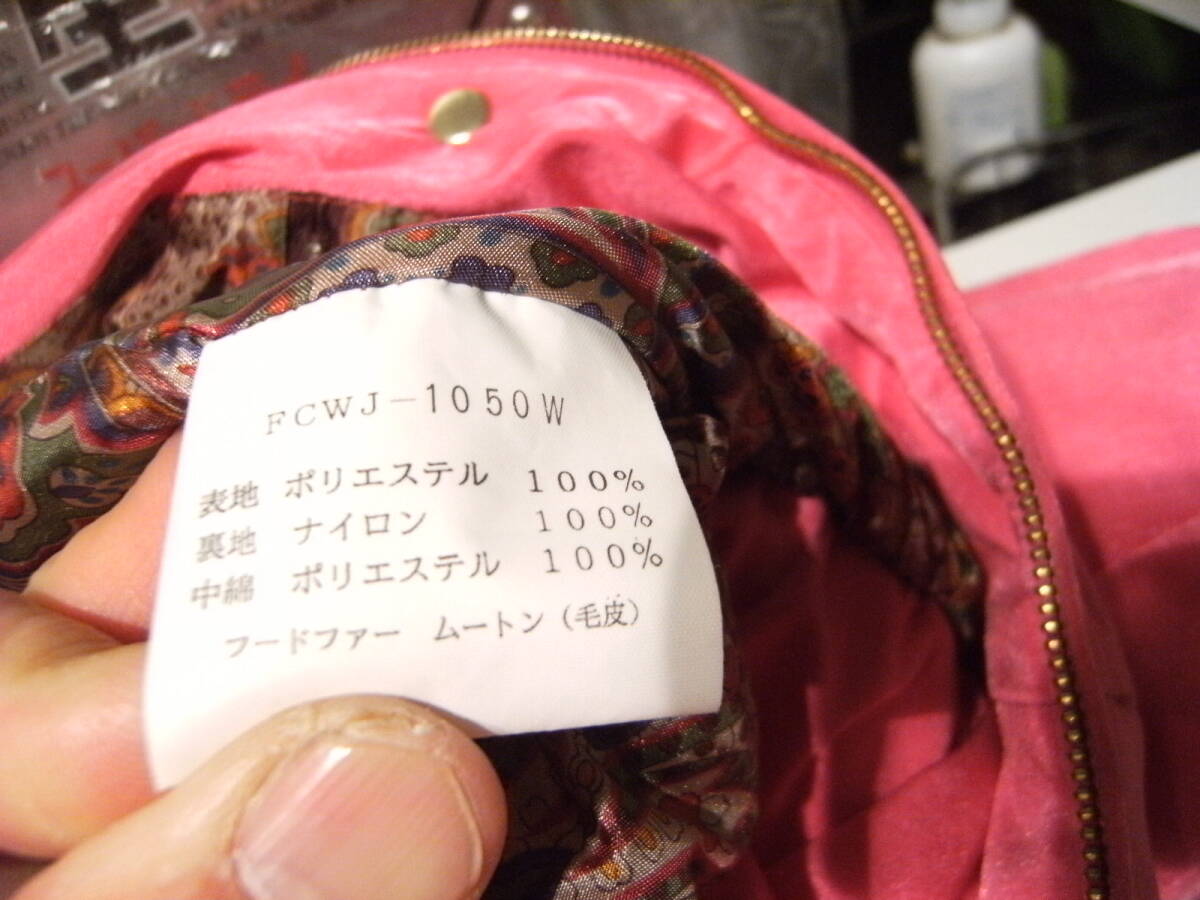 FCWJ－1050W
表地 ポリエステル 100%
裏地 ナイロン 100%
中綿 ポリエステル 100%
フードファー ムートン（毛皮）